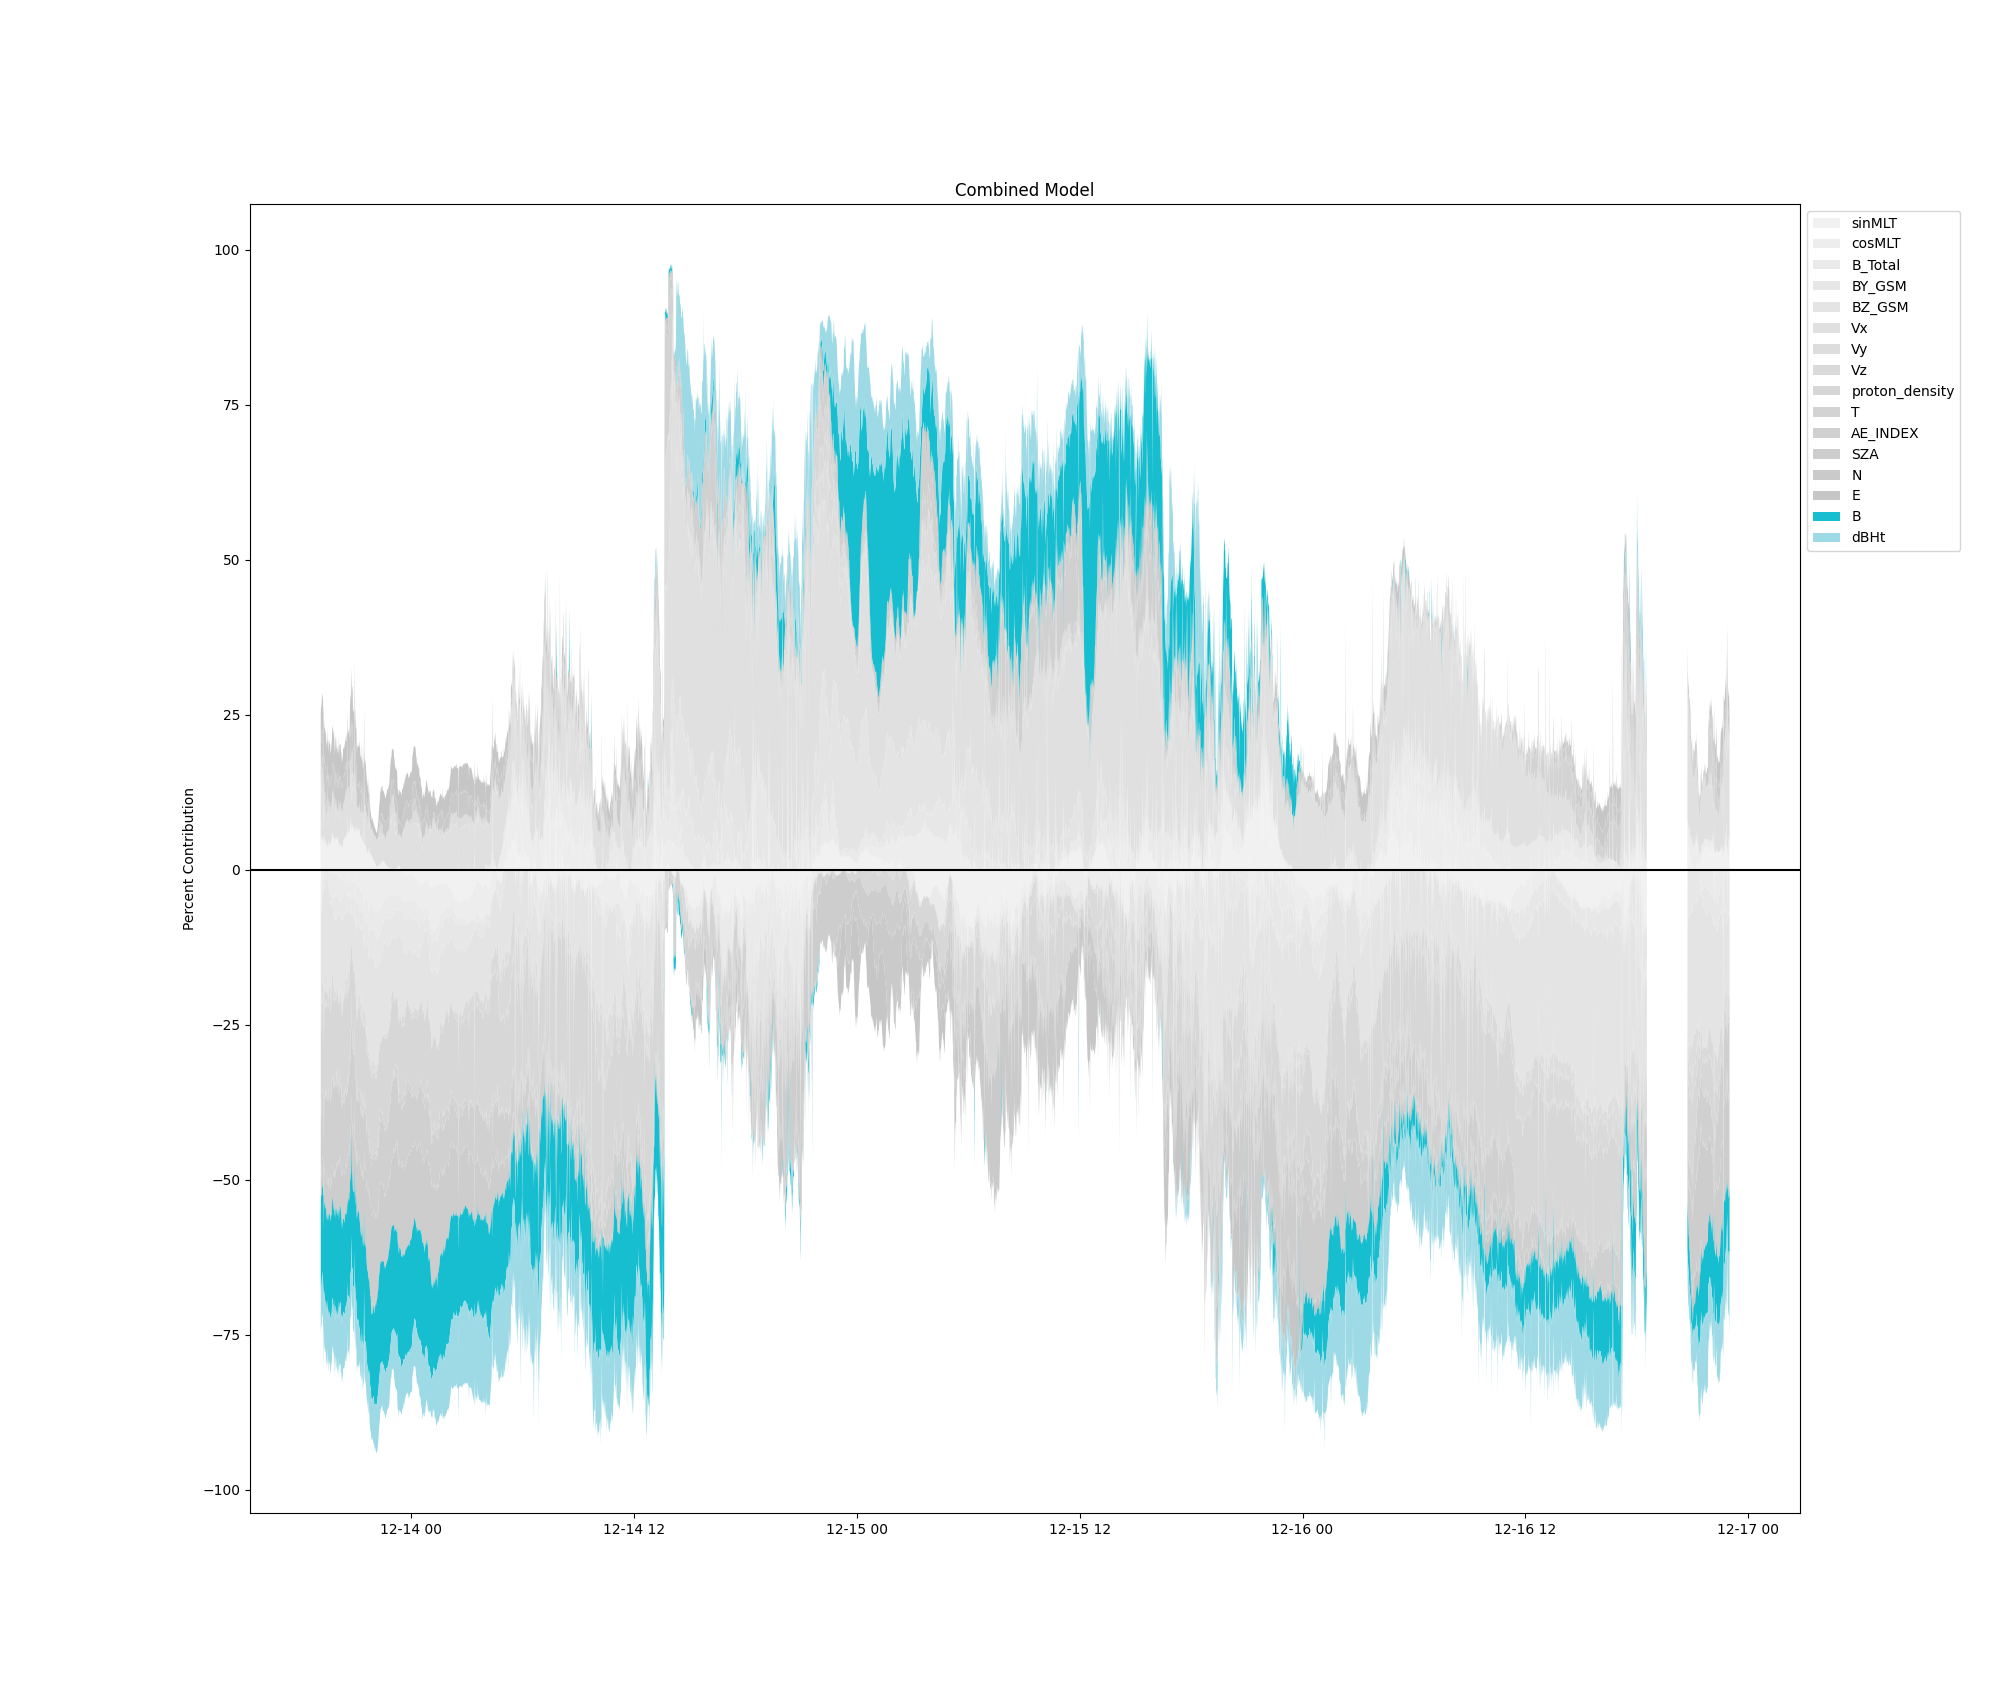 Combined Model
100
75
50
25
0
−25
−50
−75
−100
Percent Contribution
12-14 00
12-14 12
12-15 00
12-15 12
12-16 00
12-16 12
12-17 00
sinMLT
cosMLT
B_Total
BY_GSM
BZ_GSM
Vx
Vy
Vz
proton_density
T
AE_INDEX
SZA
N
E
B
dBHt